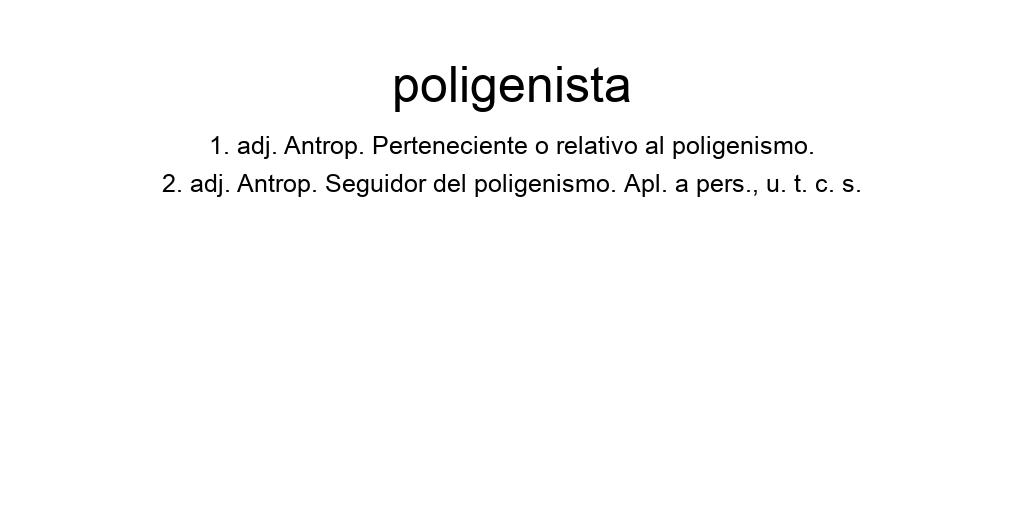 poligenista
1. adj. Antrop. Perteneciente o relativo al poligenismo.
2. adj. Antrop. Seguidor del poligenismo. Apl. a pers., u. t. c. s.